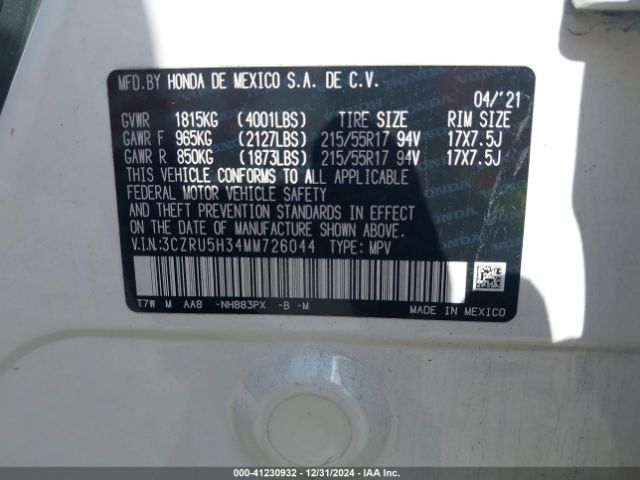 MFD.BY HONDA DE MEXICO S.A. DE C.V.
04/'21
GVWR 1815KG (4001LBS) TIRE SIZE RIM SIZE
GAWR F 965KG (2127LBS) 215/55R17 94V 17X7.5J
GAWR R 850KG (1873LBS) 215/55R17 94V 17X7.5J
THIS VEHICLE CONFORMS TO ALL APPLICABLE
FEDERAL MOTOR VEHICLE SAFETY
AND THEFT PREVENTION STANDARDS IN EFFECT
ON THE DATE OF MANUFACTURE SHOWN ABOVE.
V.I.N:3CZRU5H34MM726044 TYPE: MPV
T7W M AA8 -NH883PX -B -M
MADE IN MEXICO
000-41230932 - 12/31/2024 - IAA Inc.